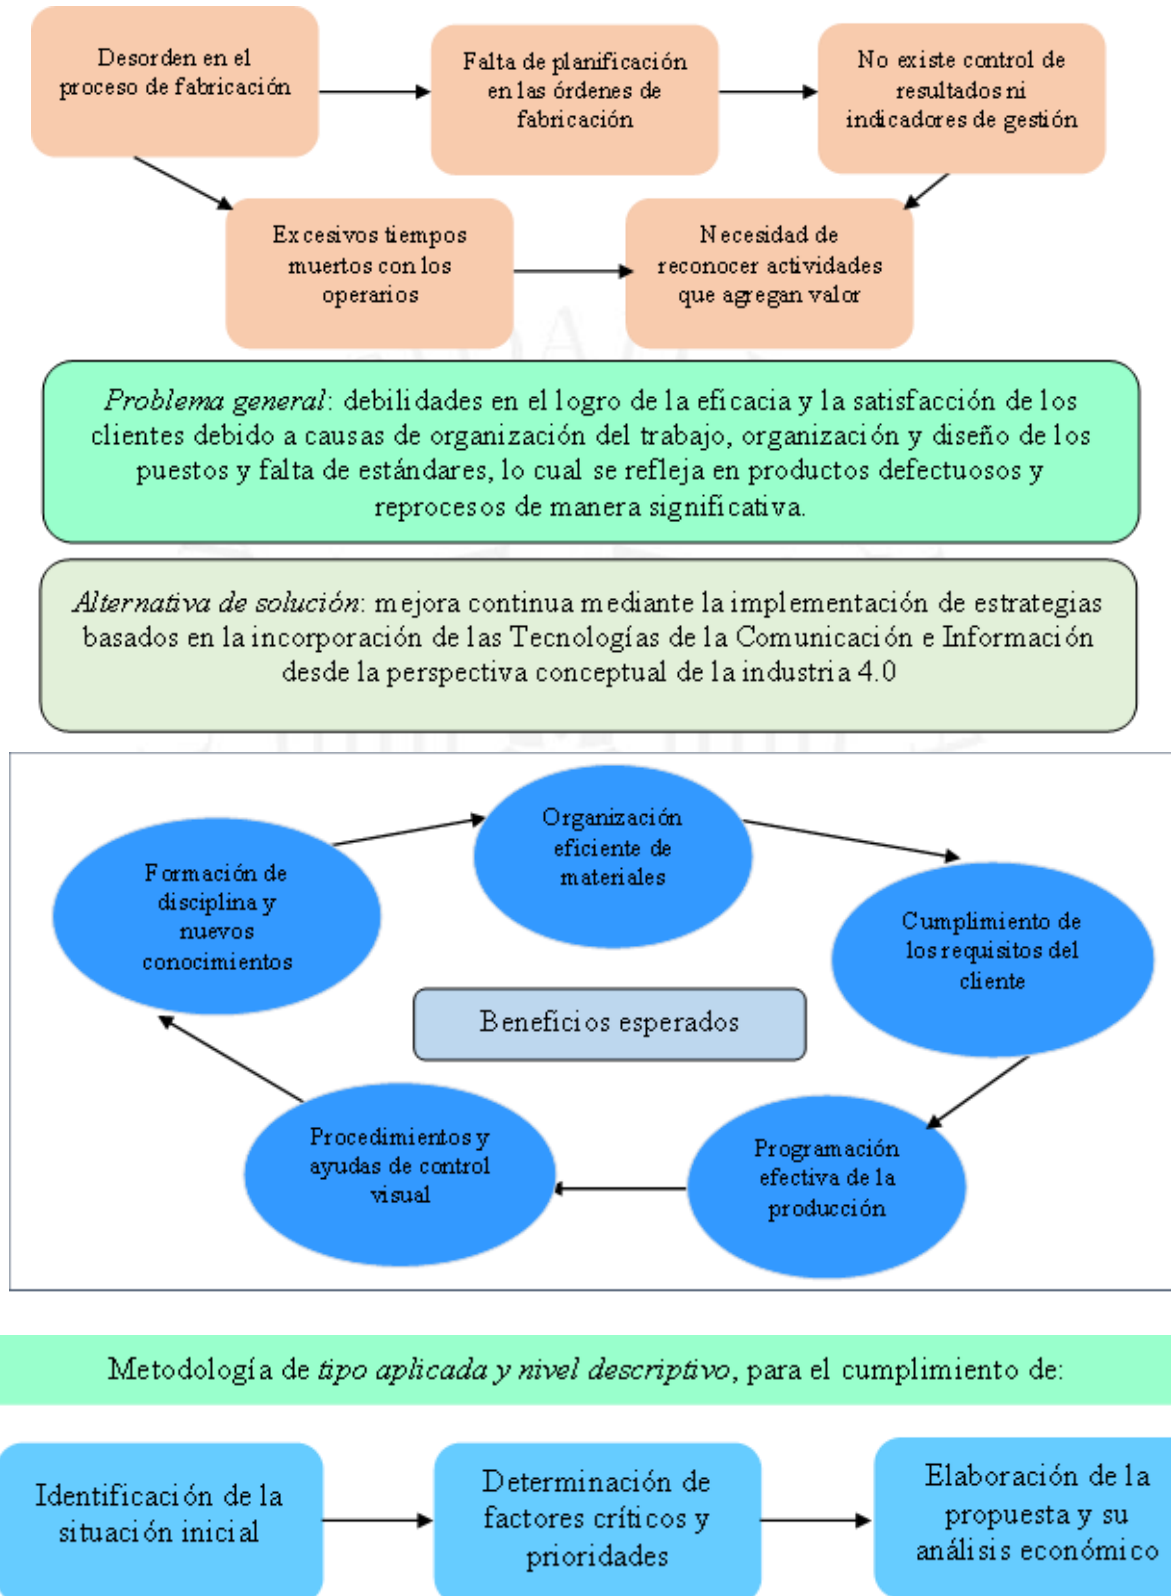 Desorden en el
proceso de fabricación
Falta de planificación
en las órdenes de
fabricación
No existe control de
resultados ni
indicadores de gestión
Excesivos tiempos
muertos con los
operarios
Necesidad de
reconocer actividades
que agregan valor
Problema general: debilidades en el logro de la eficacia y la satisfacción de los
clientes debido a causas de organización del trabajo, organización y diseño de los
puestos y falta de estándares, lo cual se refleja en productos defectuosos y
reprocesos de manera significativa.
Alternativa de solución: mejora continua mediante la implementación de estrategias
basados en la incorporación de las Tecnologías de la Comunicación e Información
desde la perspectiva conceptual de la industria 4.0
Organización
eficiente de
materiales
Formación de
disciplina y
nuevos
conocimientos
Cumplimiento de
los requisitos del
cliente
Beneficios esperados
Procedimientos y
ayudas de control
visual
Programación
efectiva de la
producción
Metodología de tipo aplicada y nivel descriptivo, para el cumplimiento de:
Identificación de la
situación inicial
Determinación de
factores críticos y
prioridades
Elaboración de la
propuesta y su
análisis económico